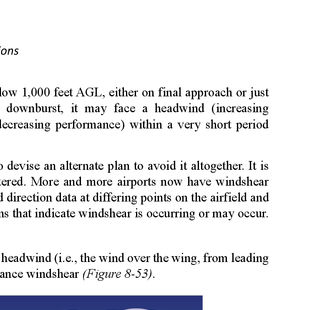 ions
low 1,000 feet AGL, either on final approach or just
downburst, it may face a headwind (increasing
decreasing performance) within a very short period
devise an alternate plan to avoid it altogether. It is
ered. More and more airports now have windshear
direction data at differing points on the airfield and
ns that indicate windshear is occurring or may occur.
headwind (i.e., the wind over the wing, from leading
ance windshear (Figure 8-53).